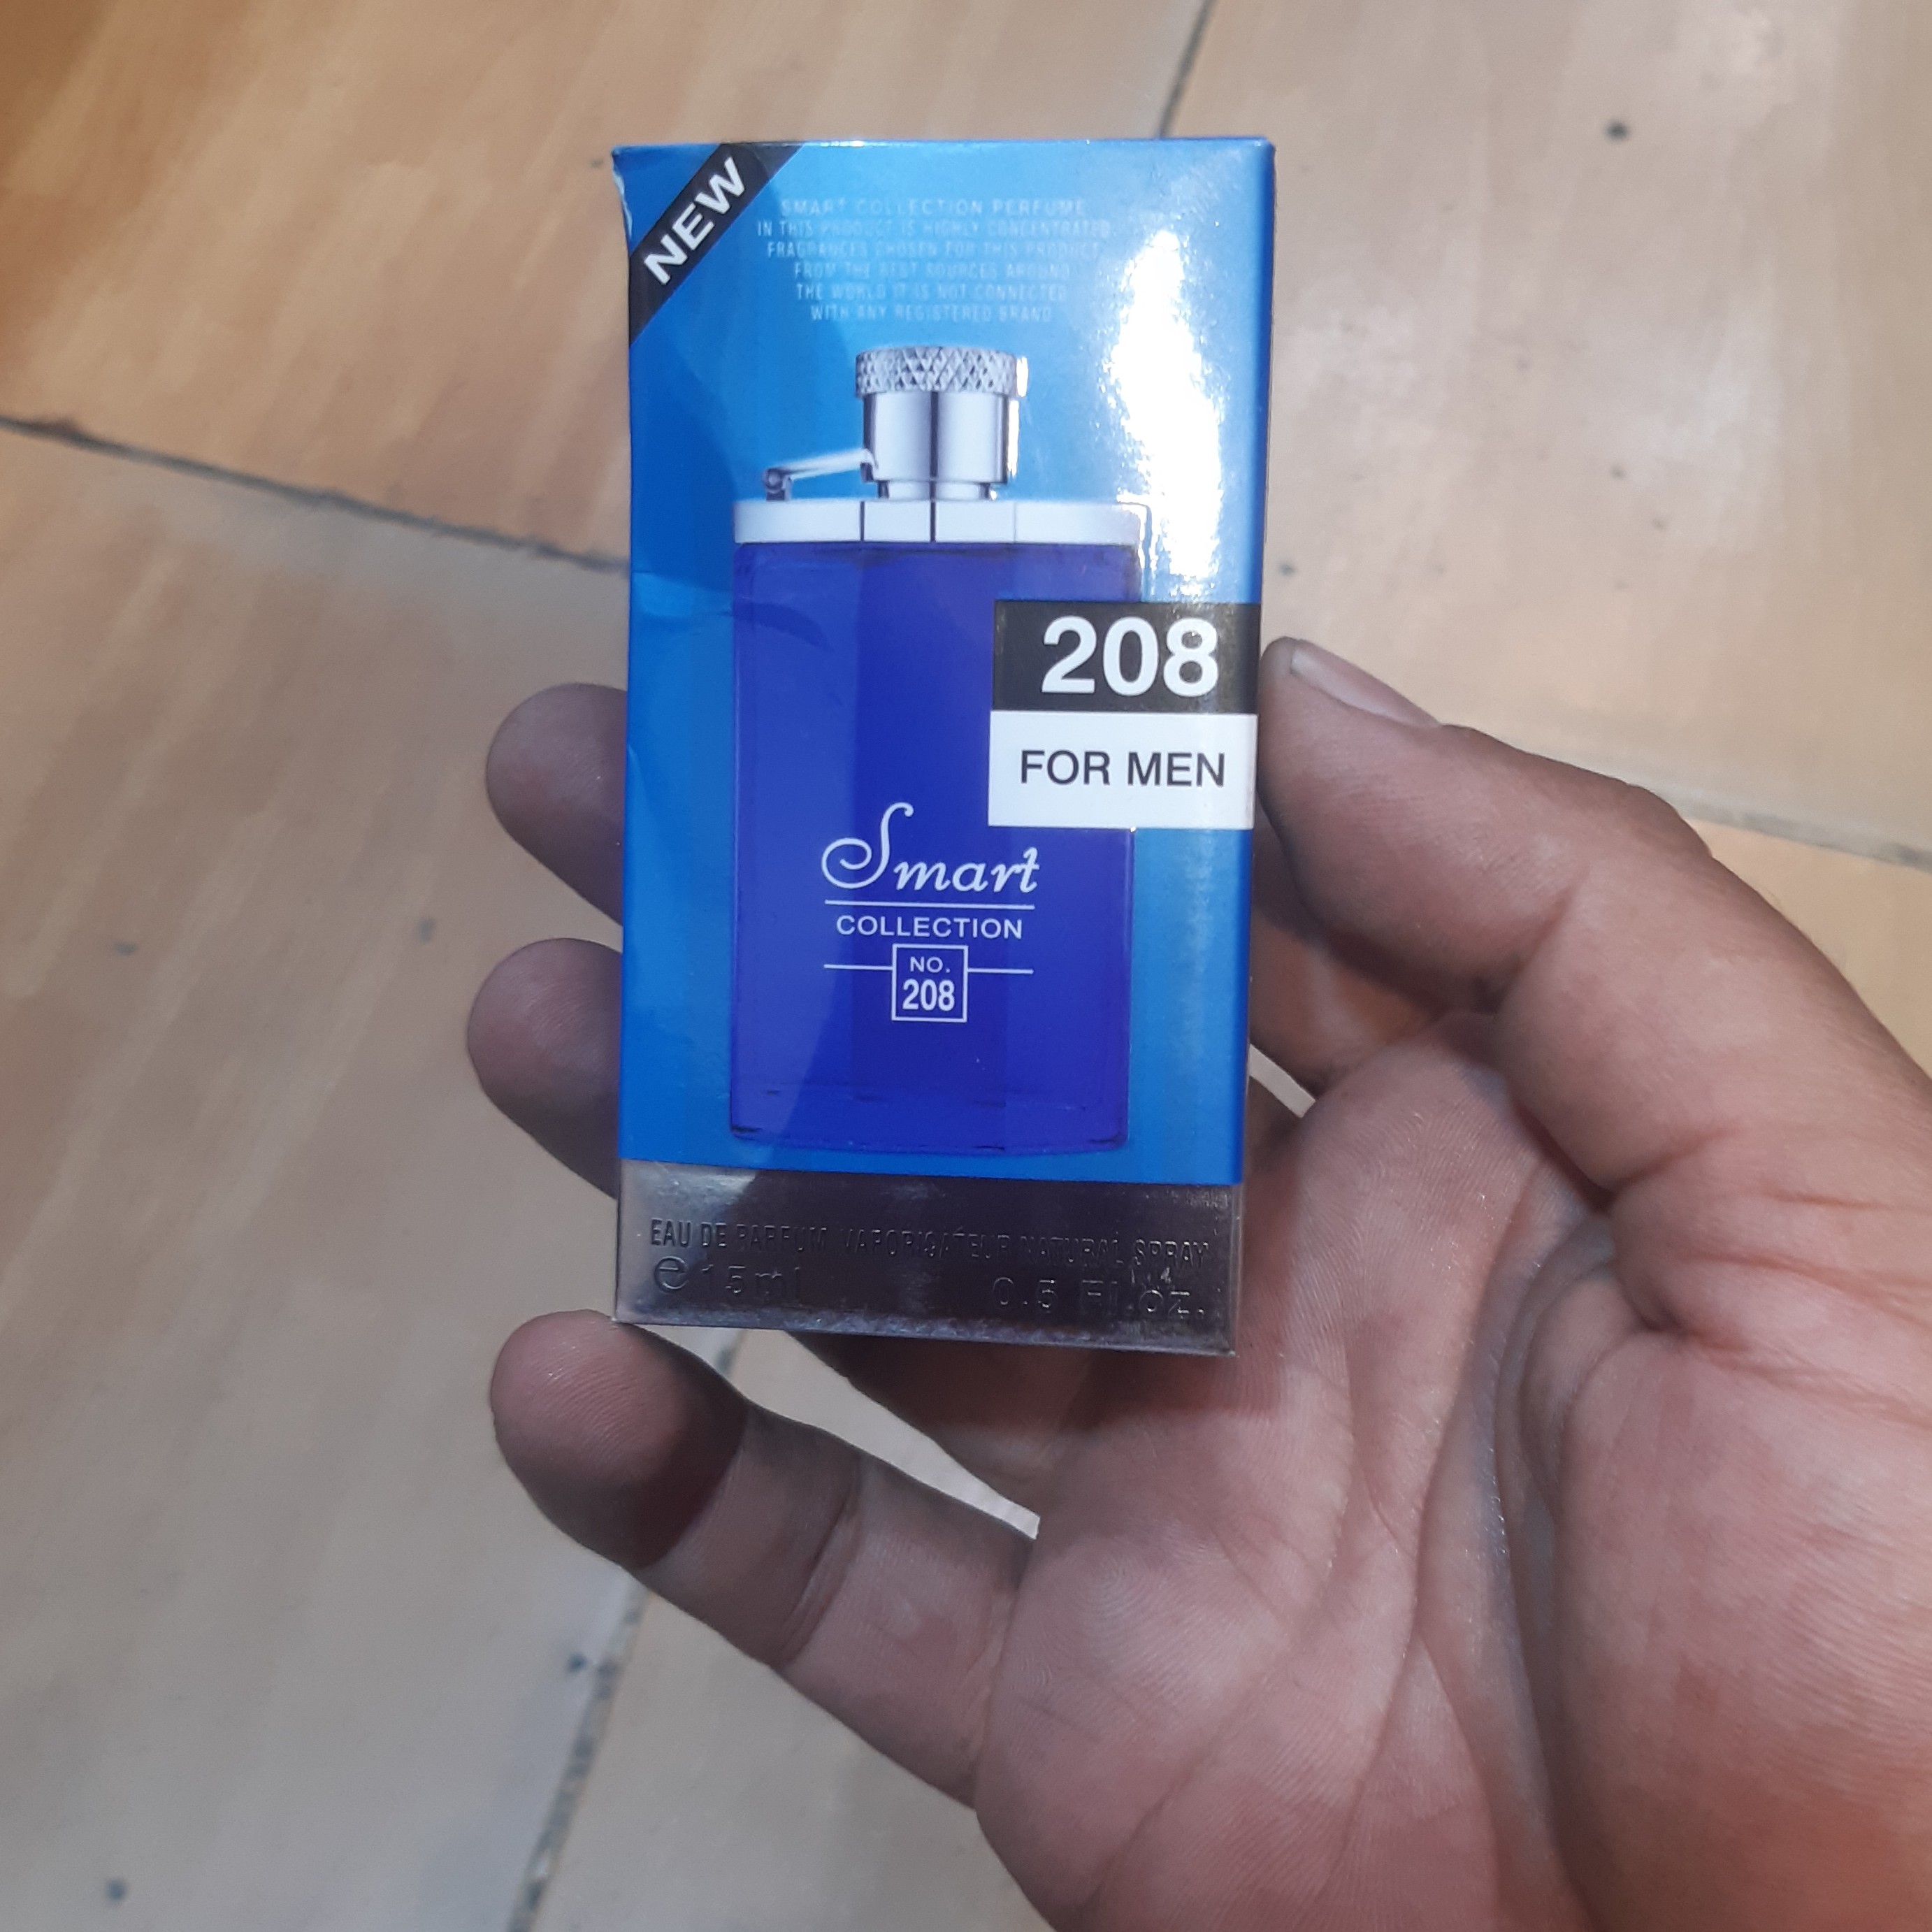 NEW
SMART COLLECTION PERFUME
IN THIS PRODUCT IS HIGHLY CONCENTRATED
FRAGRANCES CHOSEN FOR THIS PRODUCT
FROM THE BEST SOURCES AROUND
THE WORLD IT IS NOT CONNECTED
WITH ANY REGISTERED BRAND
208
FOR MEN
Smart
COLLECTION
NO.
208
EAU DE PARFUM VAPORIGATEUR NATURAL SPRAY
e 15ml 0.5 Fl.oz.